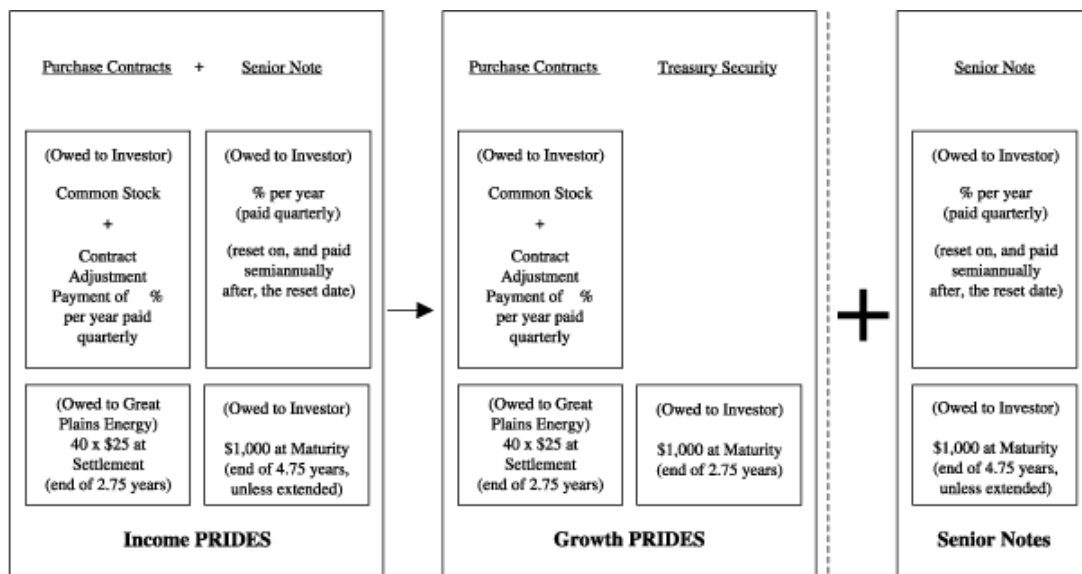 Purchase Contracts + Senior Note
(Owed to Investor)
Common Stock
+
Contract
Adjustment
Payment of %
per year paid
quarterly
(Owed to Investor)
% per year
(paid quarterly)
(reset on, and paid
semiannually
after, the reset date)
(Owed to Great
Plains Energy)
40 x $25 at
Settlement
(end of 2.75 years)
(Owed to Investor)
$1,000 at Maturity
(end of 4.75 years,
unless extended)
Income PRIDES
Purchase Contracts Treasury Security
(Owed to Investor)
Common Stock
+
Contract
Adjustment
Payment of %
per year paid
quarterly
(Owed to Great
Plains Energy)
40 x $25 at
Settlement
(end of 2.75 years)
(Owed to Investor)
$1,000 at Maturity
(end of 2.75 years)
Growth PRIDES
+
Senior Note
(Owed to Investor)
% per year
(paid quarterly)
(reset on, and paid
semiannually
after, the reset date)
(Owed to Investor)
$1,000 at Maturity
(end of 4.75 years,
unless extended)
Senior Notes